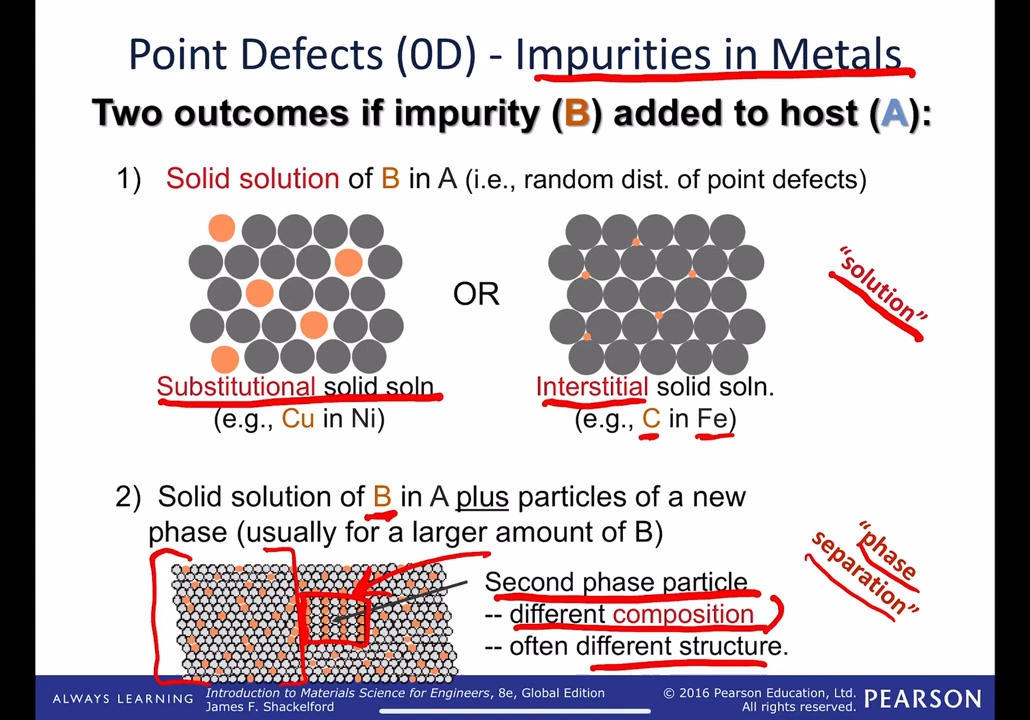 Point Defects (0D) - Impurities in Metals
Two outcomes if impurity (B) added to host (A):
1) Solid solution of B in A (i.e., random dist. of point defects)
OR
"solution"
Substitutional solid soln.
(e.g., Cu in Ni)
Interstitial solid soln.
(e.g., C in Fe)
2) Solid solution of B in A plus particles of a new
phase (usually for a larger amount of B)
"phase
separation"
Second phase particle
-- different composition
-- often different structure.
ALWAYS LEARNING
Introduction to Materials Science for Engineers, 8e, Global Edition
James F. Shackelford
© 2016 Pearson Education, Ltd.
All rights reserved.
PEARSON